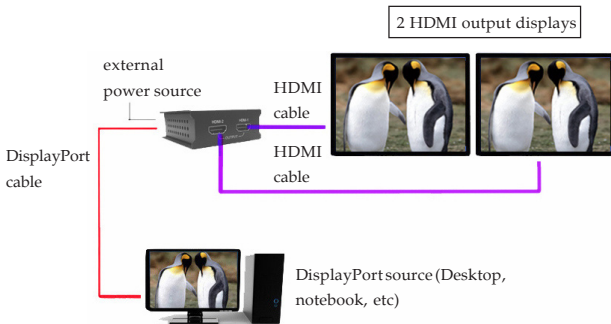 2 HDMI output displays
external
power source
HDMI
cable
HDMI
cable
DisplayPort
cable
DisplayPort source (Desktop,
notebook, etc)